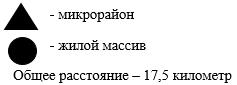 - микрорайон
- жилой массив
Общее расстояние – 17,5 километр